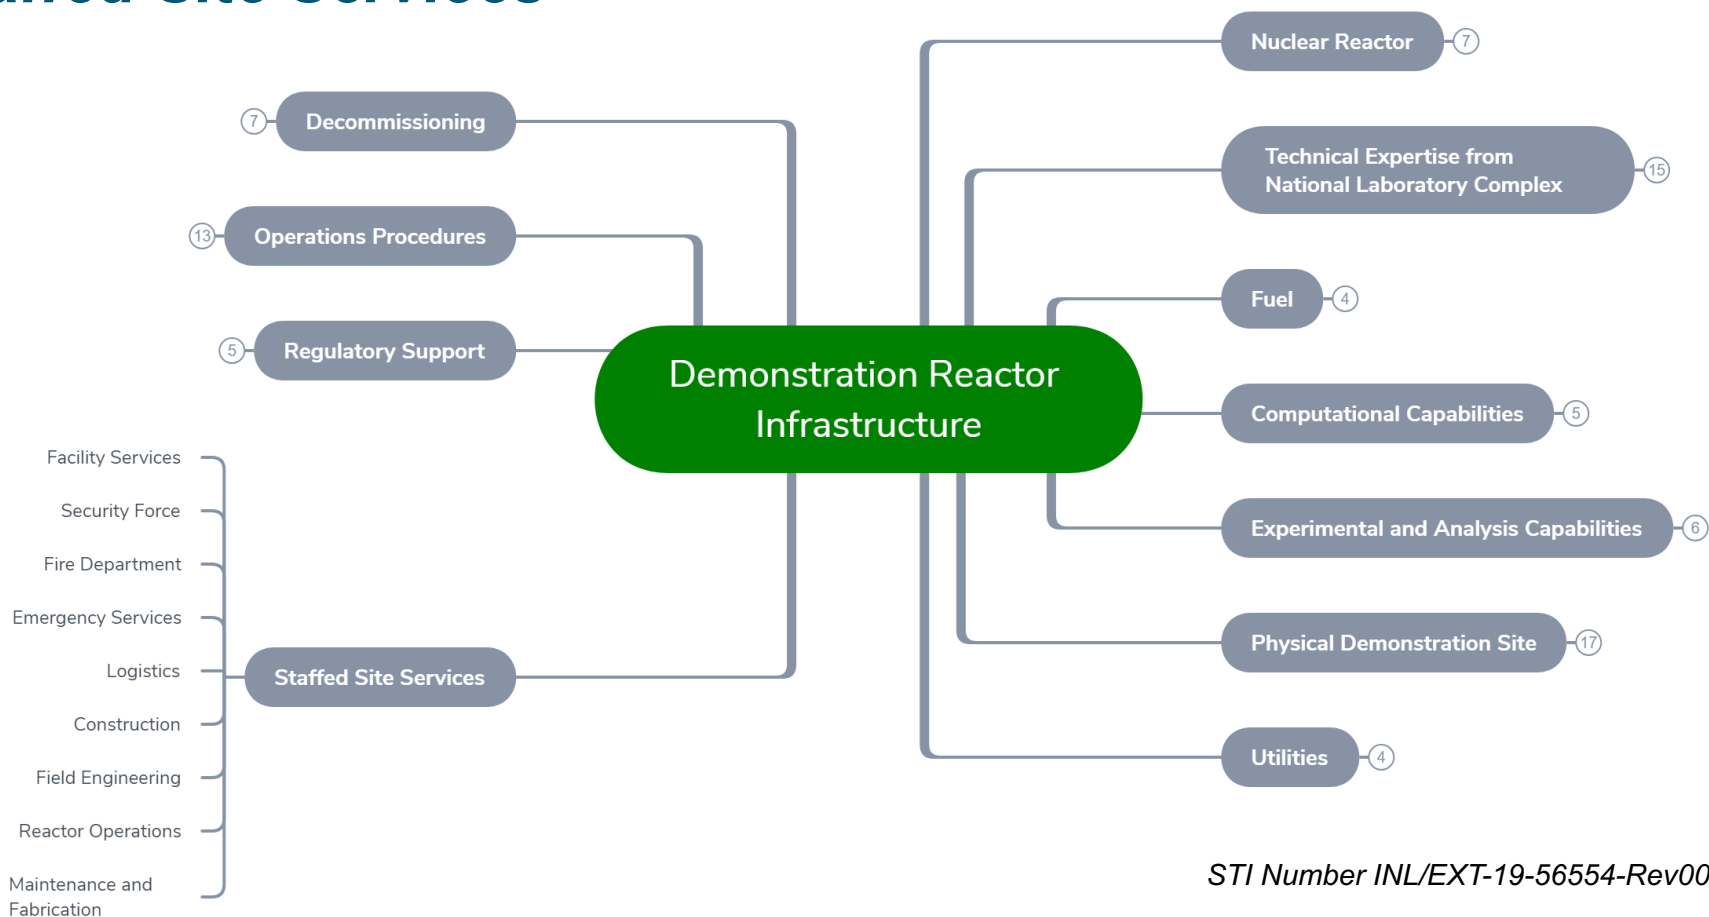 Site Services
Nuclear Reactor
7
7
Decommissioning
Technical Expertise from
National Laboratory Complex
15
13
Operations Procedures
Fuel
4
5
Regulatory Support
Demonstration Reactor
Infrastructure
Computational Capabilities
5
Facility Services
Security Force
Fire Department
Emergency Services
Logistics
Construction
Field Engineering
Reactor Operations
Maintenance and
Fabrication
Staffed Site Services
Experimental and Analysis Capabilities
6
Physical Demonstration Site
17
Utilities
4
STI Number INL/EXT-19-56554-Rev00